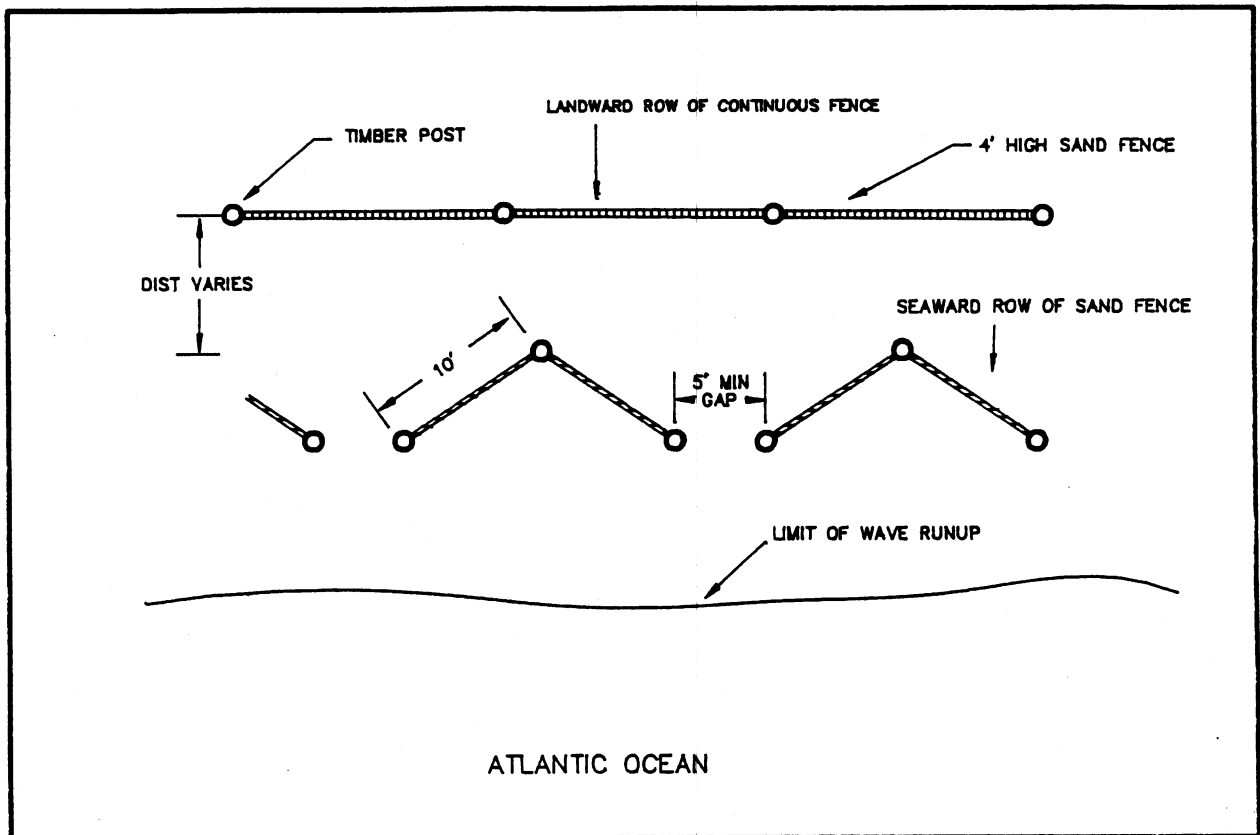 LANDWARD ROW OF CONTINUOUS FENCE
TIMBER POST
4' HIGH SAND FENCE
DIST VARIES
SEAWARD ROW OF SAND FENCE
10'
5' MIN
GAP
LIMIT OF WAVE RUNUP
ATLANTIC OCEAN